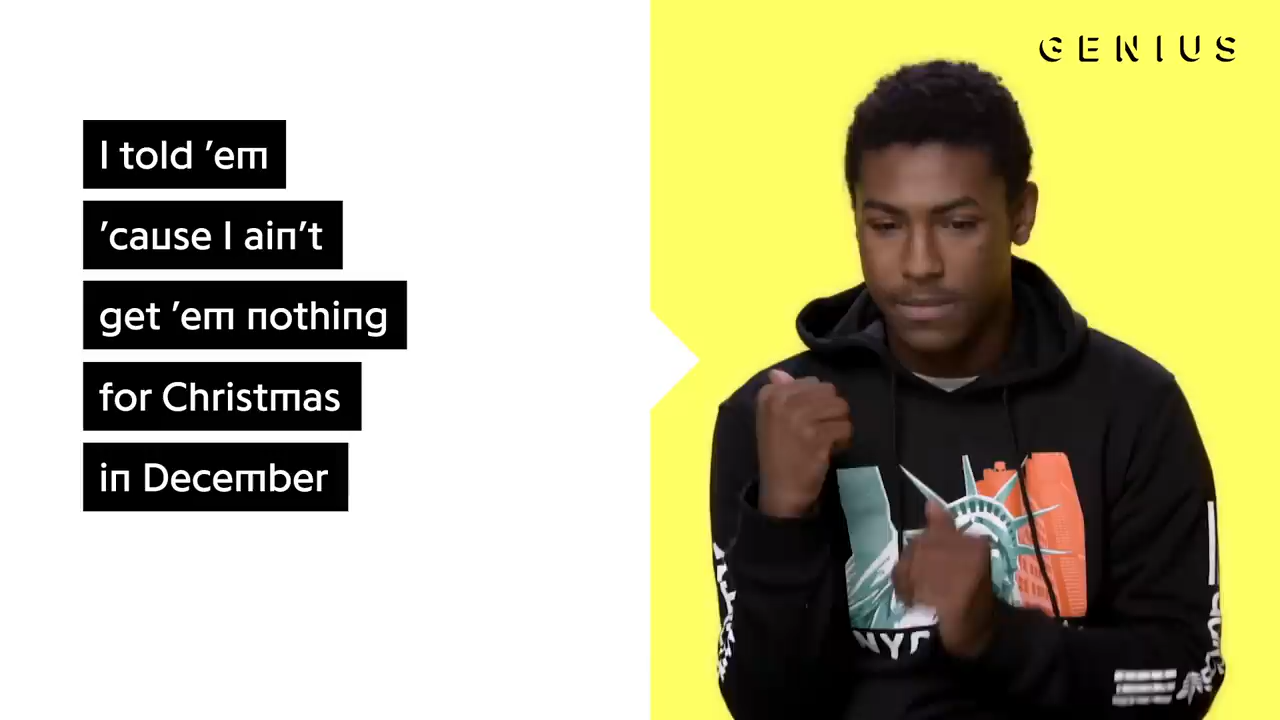 GENIUS
I told ’em
’cause I ain’t
get ’em nothing
for Christmas
in December
NYC